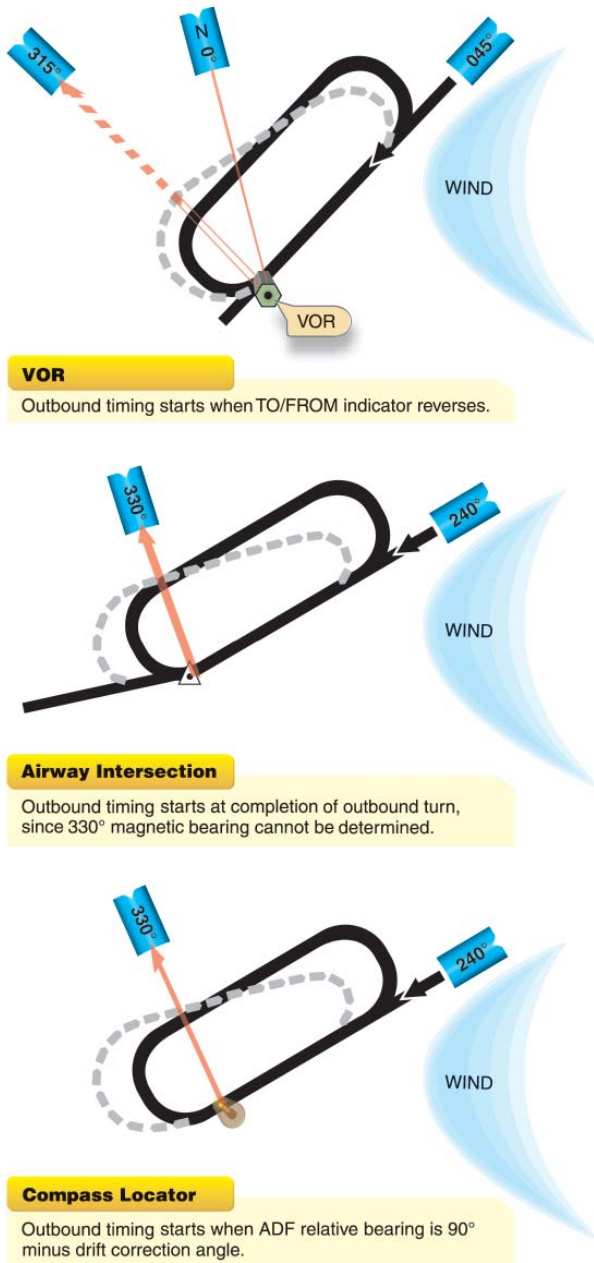 315°
N 0°
045°
WIND
VOR
VOR
Outbound timing starts when TO/FROM indicator reverses.
330°
240°
WIND
Airway Intersection
Outbound timing starts at completion of outbound turn,
since 330° magnetic bearing cannot be determined.
330°
240°
WIND
Compass Locator
Outbound timing starts when ADF relative bearing is 90°
minus drift correction angle.